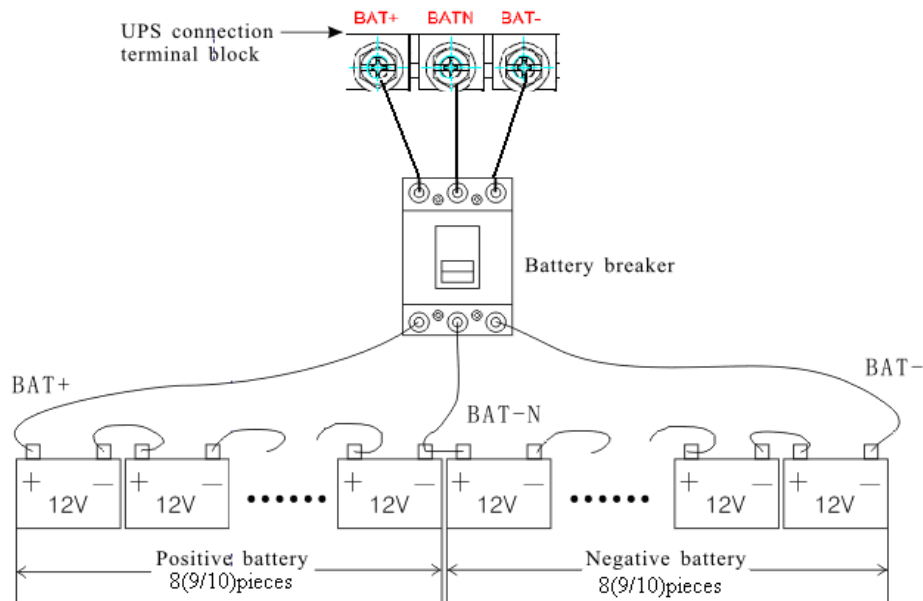 BAT+ BATN BAT-
UPS connection
terminal block
Battery breaker
BAT+
BAT-
BAT-N
+ − 12V
+ − 12V
+ − 12V
+ − 12V
+ − 12V
+ − 12V
Positive battery
8(9/10)pieces
Negative battery
8(9/10)pieces